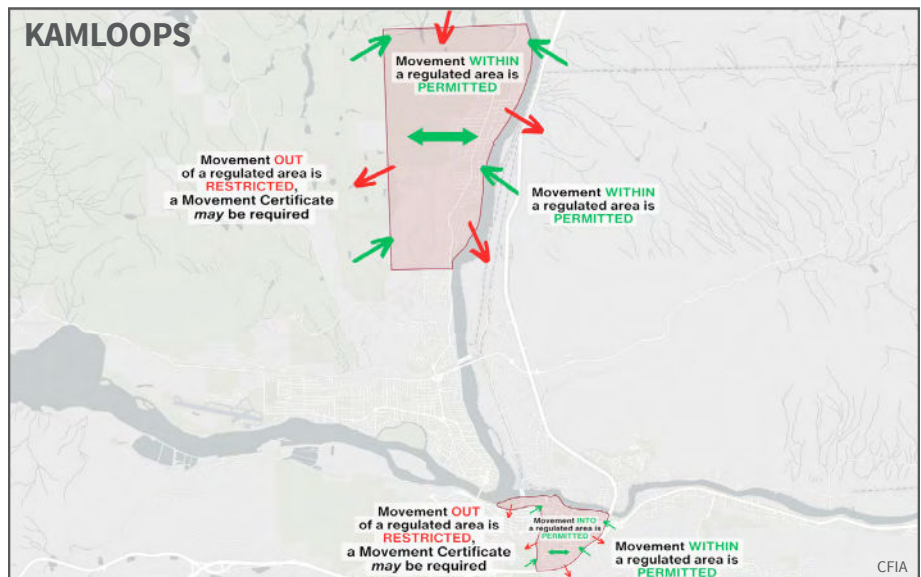 KAMLOOPS
Movement WITHIN
a regulated area is
PERMITTED
Movement OUT
of a regulated area is
RESTRICTED,
a Movement Certificate
may be required
Movement WITHIN
a regulated area is
PERMITTED
Movement OUT
of a regulated area is
RESTRICTED,
a Movement Certificate
may be required
Movement INTO
a regulated area is
PERMITTED
Movement WITHIN
a regulated area is
PERMITTED
CFIA